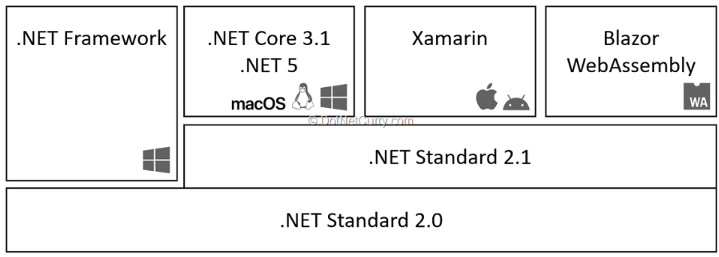 .NET Framework
.NET Core 3.1
.NET 5
macOS
Xamarin
Blazor
WebAssembly
WA
© DotNetCurry.com
.NET Standard 2.1
.NET Standard 2.0